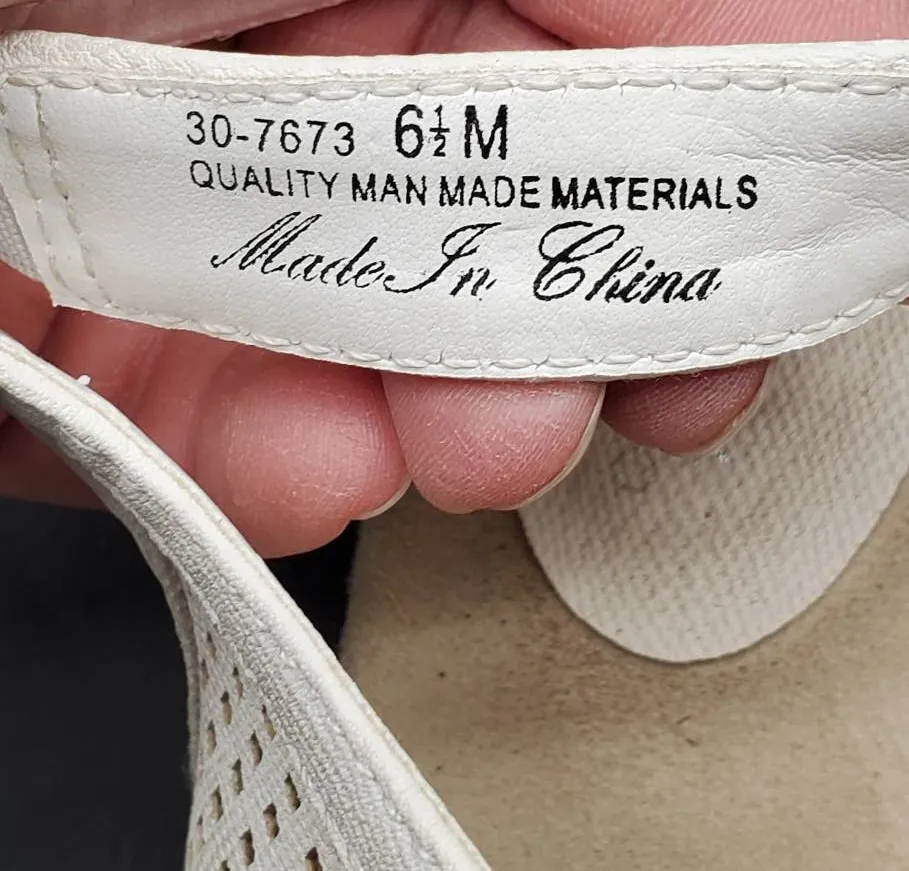 30-7673 6½ M
QUALITY MAN MADE MATERIALS
Made In China